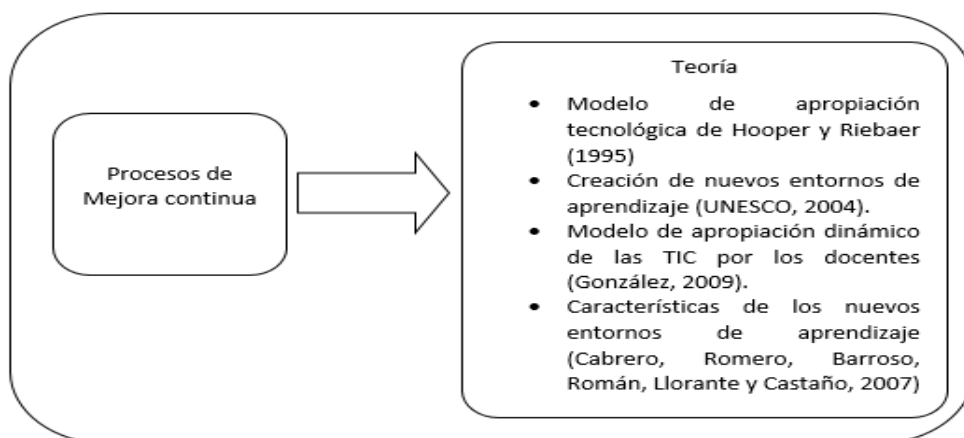 Procesos de
Mejora continua
Teoría
• Modelo de apropiación
tecnológica de Hooper y Riebaer
(1995)
• Creación de nuevos entornos de
aprendizaje (UNESCO, 2004).
• Modelo de apropiación dinámico
de las TIC por los docentes
(González, 2009).
• Característicás de los nuevos
entornos de aprendizaje
(Cabrero, Romero, Barroso,
Román, Llorante y Castaño, 2007)